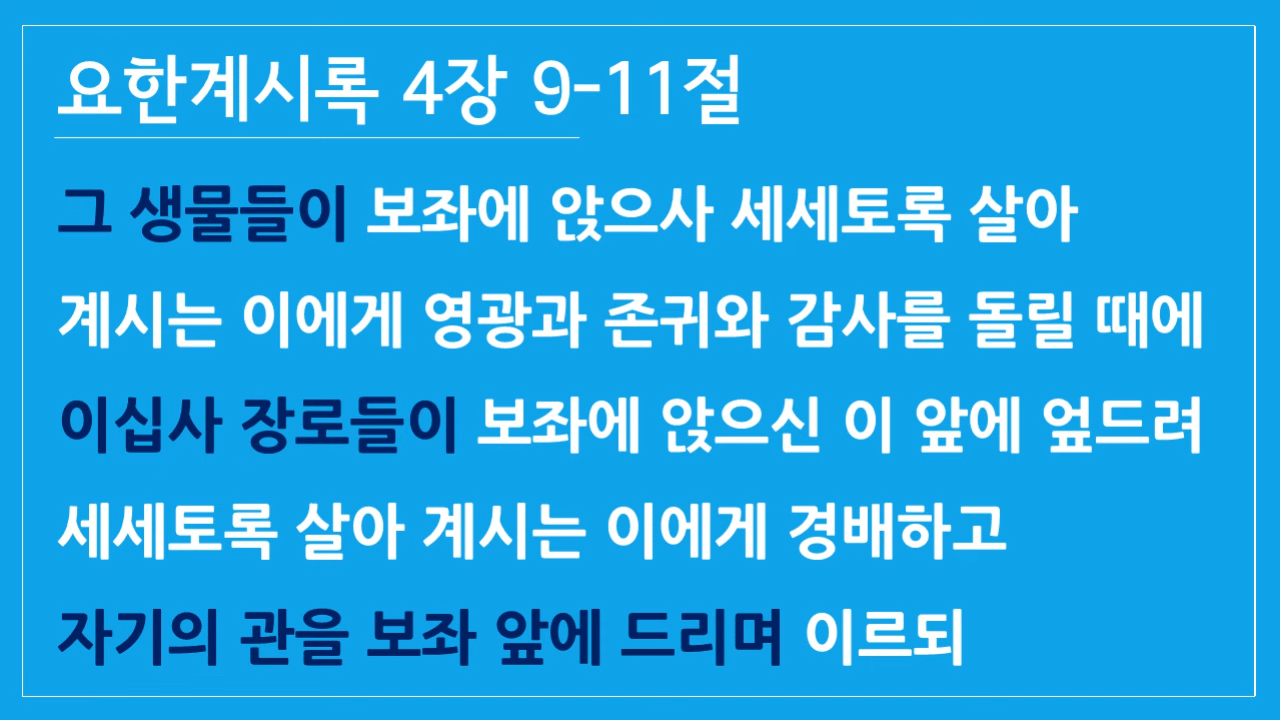 요한계시록 4장 9-11절
그 생물들이 보좌에 앉으사 세세토록 살아
계시는 이에게 영광과 존귀와 감사를 돌릴 때에
이십사 장로들이 보좌에 앉으신 이 앞에 엎드려
세세토록 살아 계시는 이에게 경배하고
자기의 관을 보좌 앞에 드리며 이르되